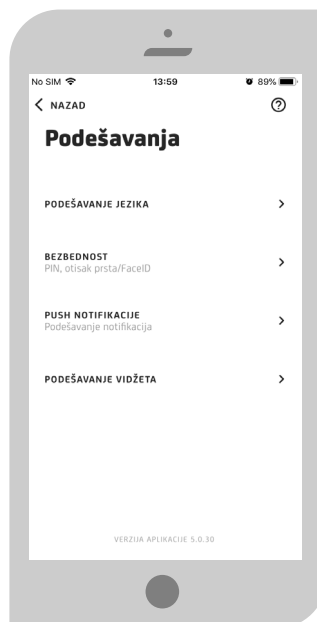 No SIM 13:59 89%
NAZAD
Podešavanja
PODEŠAVANJE JEZIKA
BEZBEDNOST
PIN, otisak prsta/FaceID
PUSH NOTIFIKACIJE
Podešavanje notifikacija
PODEŠAVANJE VIDŽETA
VERZIJA APLIKACIJE 5.0.30